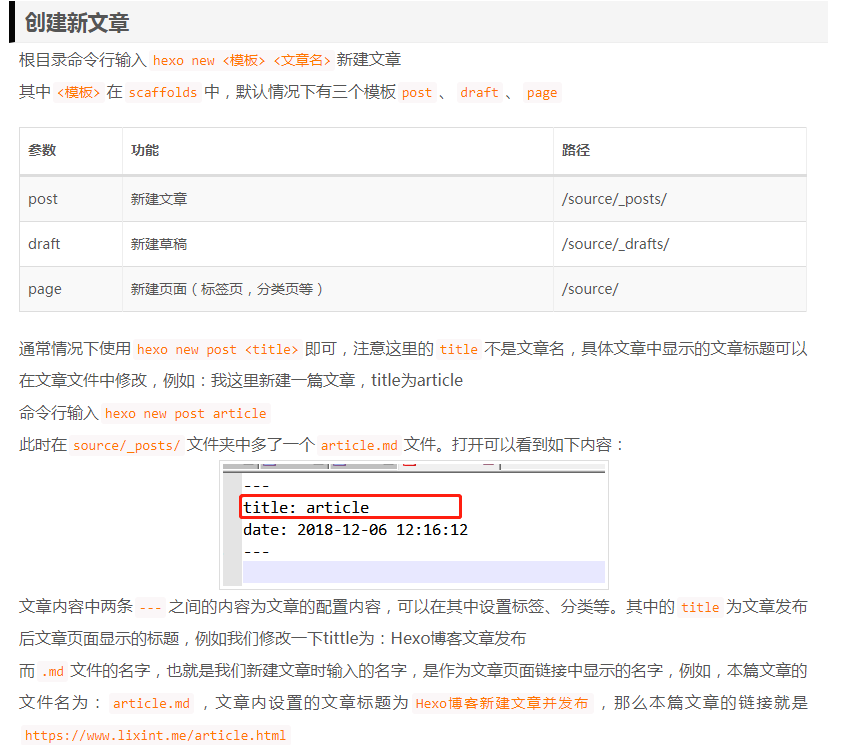 创建新文章
根目录命令行输入 hexo new <模板> <文章名> 新建文章
其中 <模板> 在 scaffolds 中，默认情况下有三个模板 post 、 draft 、 page
参数 功能 路径
post 新建文章 /source/_posts/
draft 新建草稿 /source/_drafts/
page 新建页面（标签页，分类页等） /source/
通常情况下使用 hexo new post <title> 即可，注意这里的 title 不是文章名，具体文章中显示的文章标题可以
在文章文件中修改，例如：我这里新建一篇文章，title为article
命令行输入 hexo new post article
此时在 source/_posts/ 文件夹中多了一个 article.md 文件。打开可以看到如下内容：
---
title: article
date: 2018-12-06 12:16:12
---
文章内容中两条 --- 之间的内容为文章的配置内容，可以在其中设置标签、分类等。其中的 title 为文章发布
后文章页面显示的标题，例如我们修改一下tittle为：Hexo博客文章发布
而 .md 文件的名字，也就是我们新建文章时输入的名字，是作为文章页面链接中显示的名字，例如，本篇文章的
文件名为： article.md ，文章内设置的文章标题为 Hexo博客新建文章并发布 ，那么本篇文章的链接就是
https://www.lixint.me/article.html